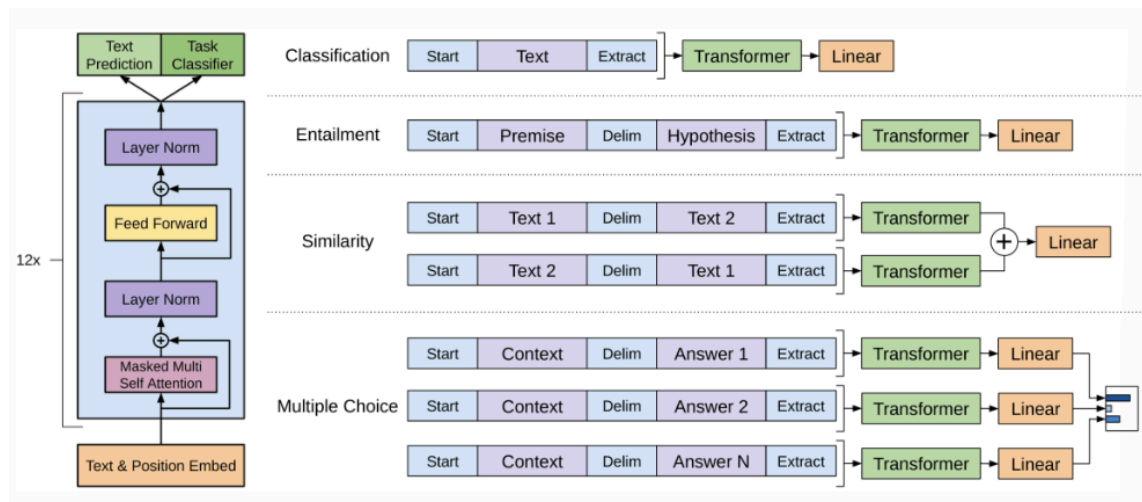 Text
Prediction
Task
Classifier
Layer Norm
Feed Forward
12x
Layer Norm
Masked Multi
Self Attention
Text & Position Embed
Classification
Start Text Extract Transformer Linear
Entailment
Start Premise Delim Hypothesis Extract Transformer Linear
Similarity
Start Text 1 Delim Text 2 Extract Transformer
Start Text 2 Delim Text 1 Extract Transformer
+ Linear
Multiple Choice
Start Context Delim Answer 1 Extract Transformer Linear
Start Context Delim Answer 2 Extract Transformer Linear
Start Context Delim Answer N Extract Transformer Linear